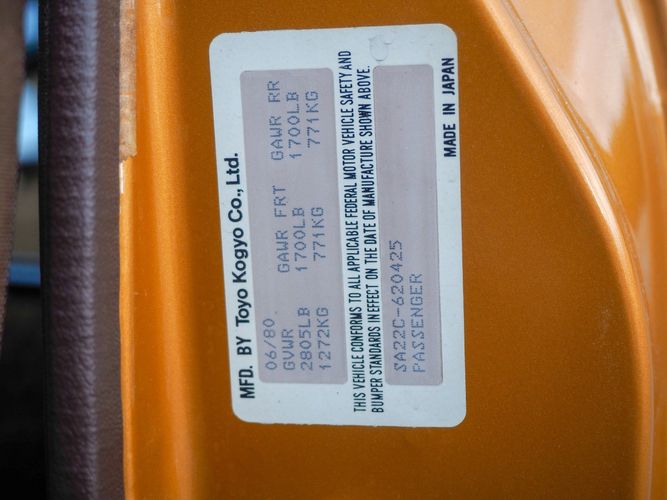 MFD. BY Toyo Kogyo Co., Ltd.
06/80
GVWR GAWR FRT GAWR RR
2805LB 1700LB 1700LB
1272KG 771KG 771KG
THIS VEHICLE CONFORMS TO ALL APPLICABLE FEDERAL MOTOR VEHICLE SAFETY AND
BUMPER STANDARDS IN EFFECT ON THE DATE OF MANUFACTURE SHOWN ABOVE.
SA22C-620425
PASSENGER
MADE IN JAPAN